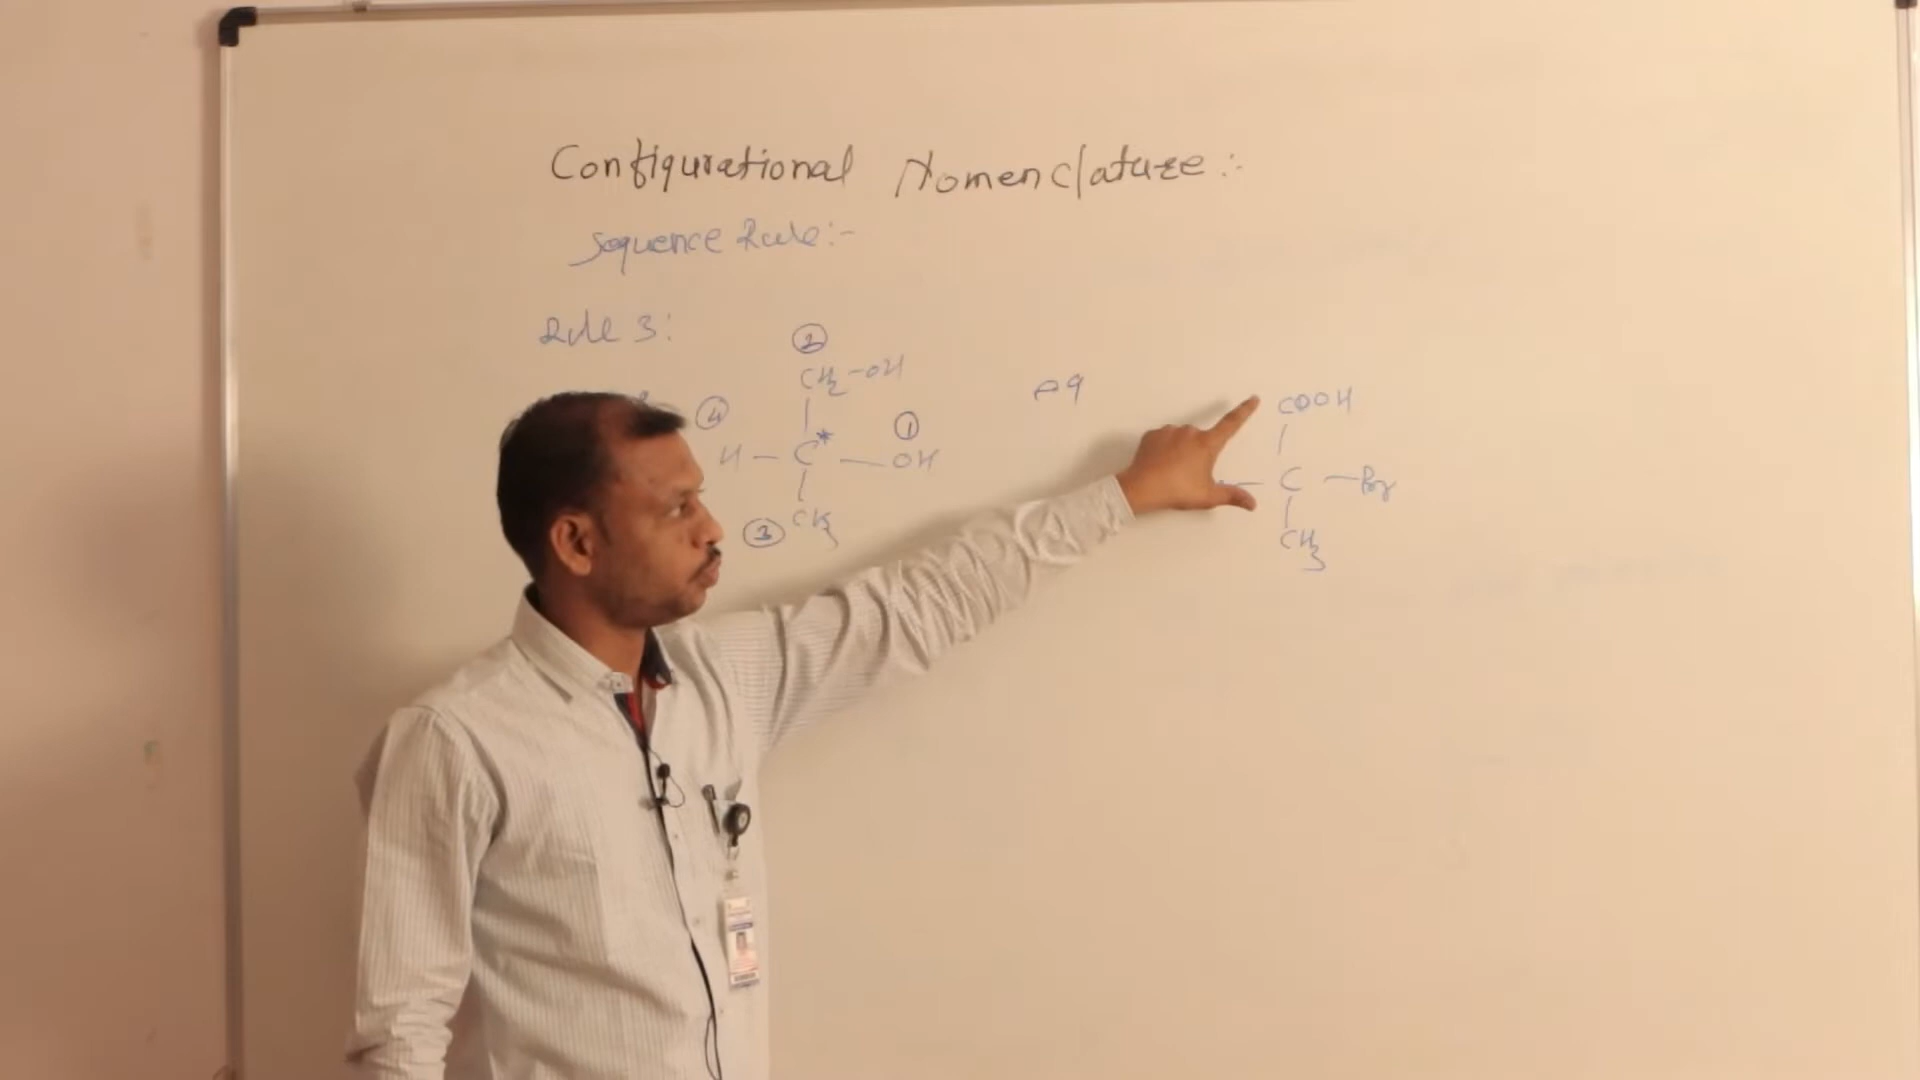 Configurational Nomenclature:-
Sequence Rule:-
Rule 3:
②
CH2-OH
④
①
H — C* — OH
③ CH3
eg
COOH
C — Br
CH3